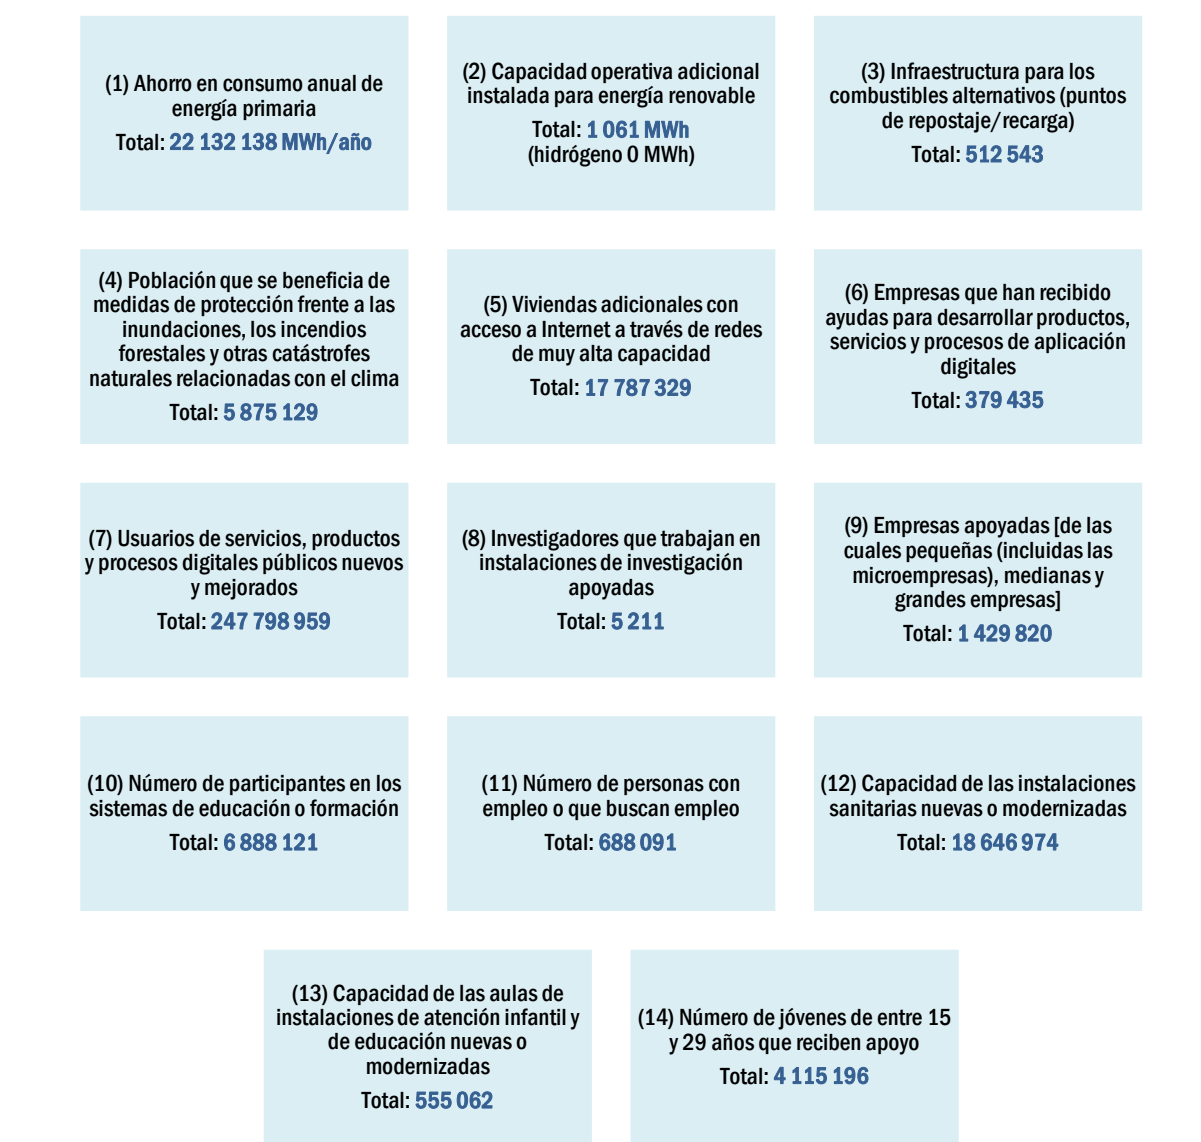 (1) Ahorro en consumo anual de
energía primaria
Total: 22 132 138 MWh/año
(2) Capacidad operativa adicional
instalada para energía renovable
Total: 1 061 MWh
(hidrógeno 0 MWh)
(3) Infraestructura para los
combustibles alternativos (puntos
de repostaje/recarga)
Total: 512 543
(4) Población que se beneficia de
medidas de protección frente a las
inundaciones, los incendios
forestales y otras catástrofes
naturales relacionadas con el clima
Total: 5 875 129
(5) Viviendas adicionales con
acceso a Internet a través de redes
de muy alta capacidad
Total: 17 787 329
(6) Empresas que han recibido
ayudas para desarrollar productos,
servicios y procesos de aplicación
digitales
Total: 379 435
(7) Usuarios de servicios, productos
y procesos digitales públicos nuevos
y mejorados
Total: 247 798 959
(8) Investigadores que trabajan en
instalaciones de investigación
apoyadas
Total: 5 211
(9) Empresas apoyadas [de las
cuales pequeñas (incluidas las
microempresas), medianas y
grandes empresas]
Total: 1 429 820
(10) Número de participantes en los
sistemas de educación o formación
Total: 6 888 121
(11) Número de personas con
empleo o que buscan empleo
Total: 688 091
(12) Capacidad de las instalaciones
sanitarias nuevas o modernizadas
Total: 18 646 974
(13) Capacidad de las aulas de
instalaciones de atención infantil y
de educación nuevas o
modernizadas
Total: 555 062
(14) Número de jóvenes de entre 15
y 29 años que reciben apoyo
Total: 4 115 196